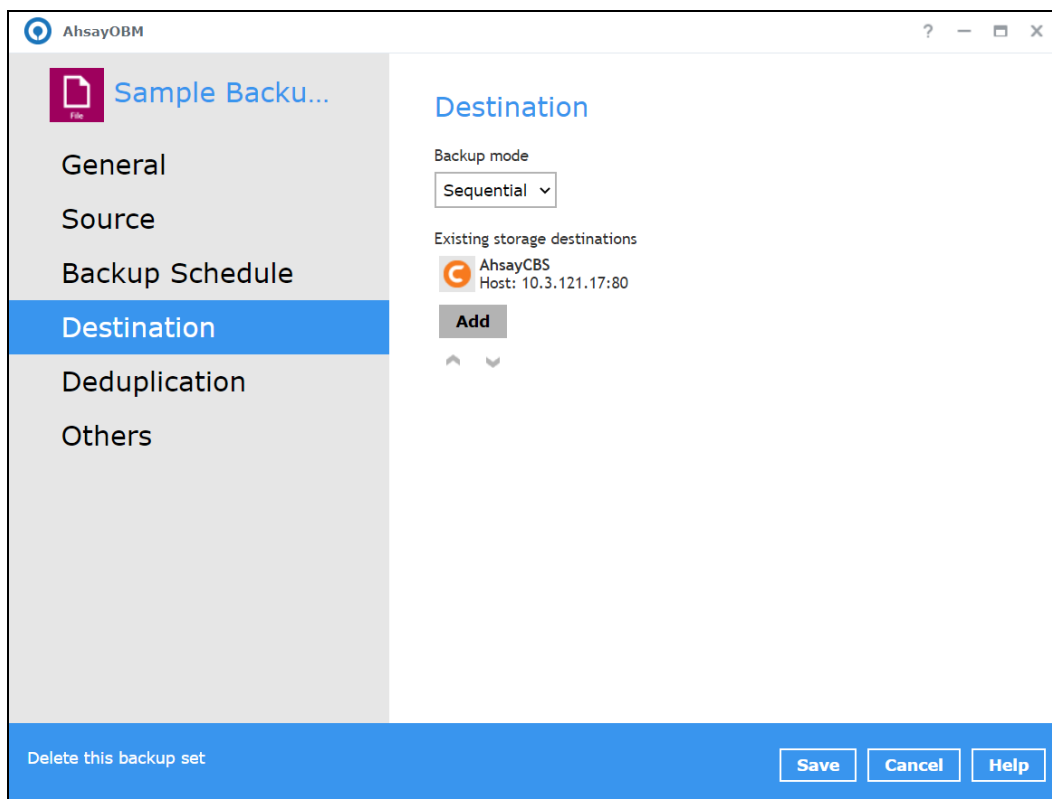 AhsayOBM
?
Sample Backu...
File
General
Source
Backup Schedule
Destination
Deduplication
Others
Destination
Backup mode
Sequential
Existing storage destinations
C
AhsayCBS
Host: 10.3.121.17:80
Add
Delete this backup set
Save
Cancel
Help